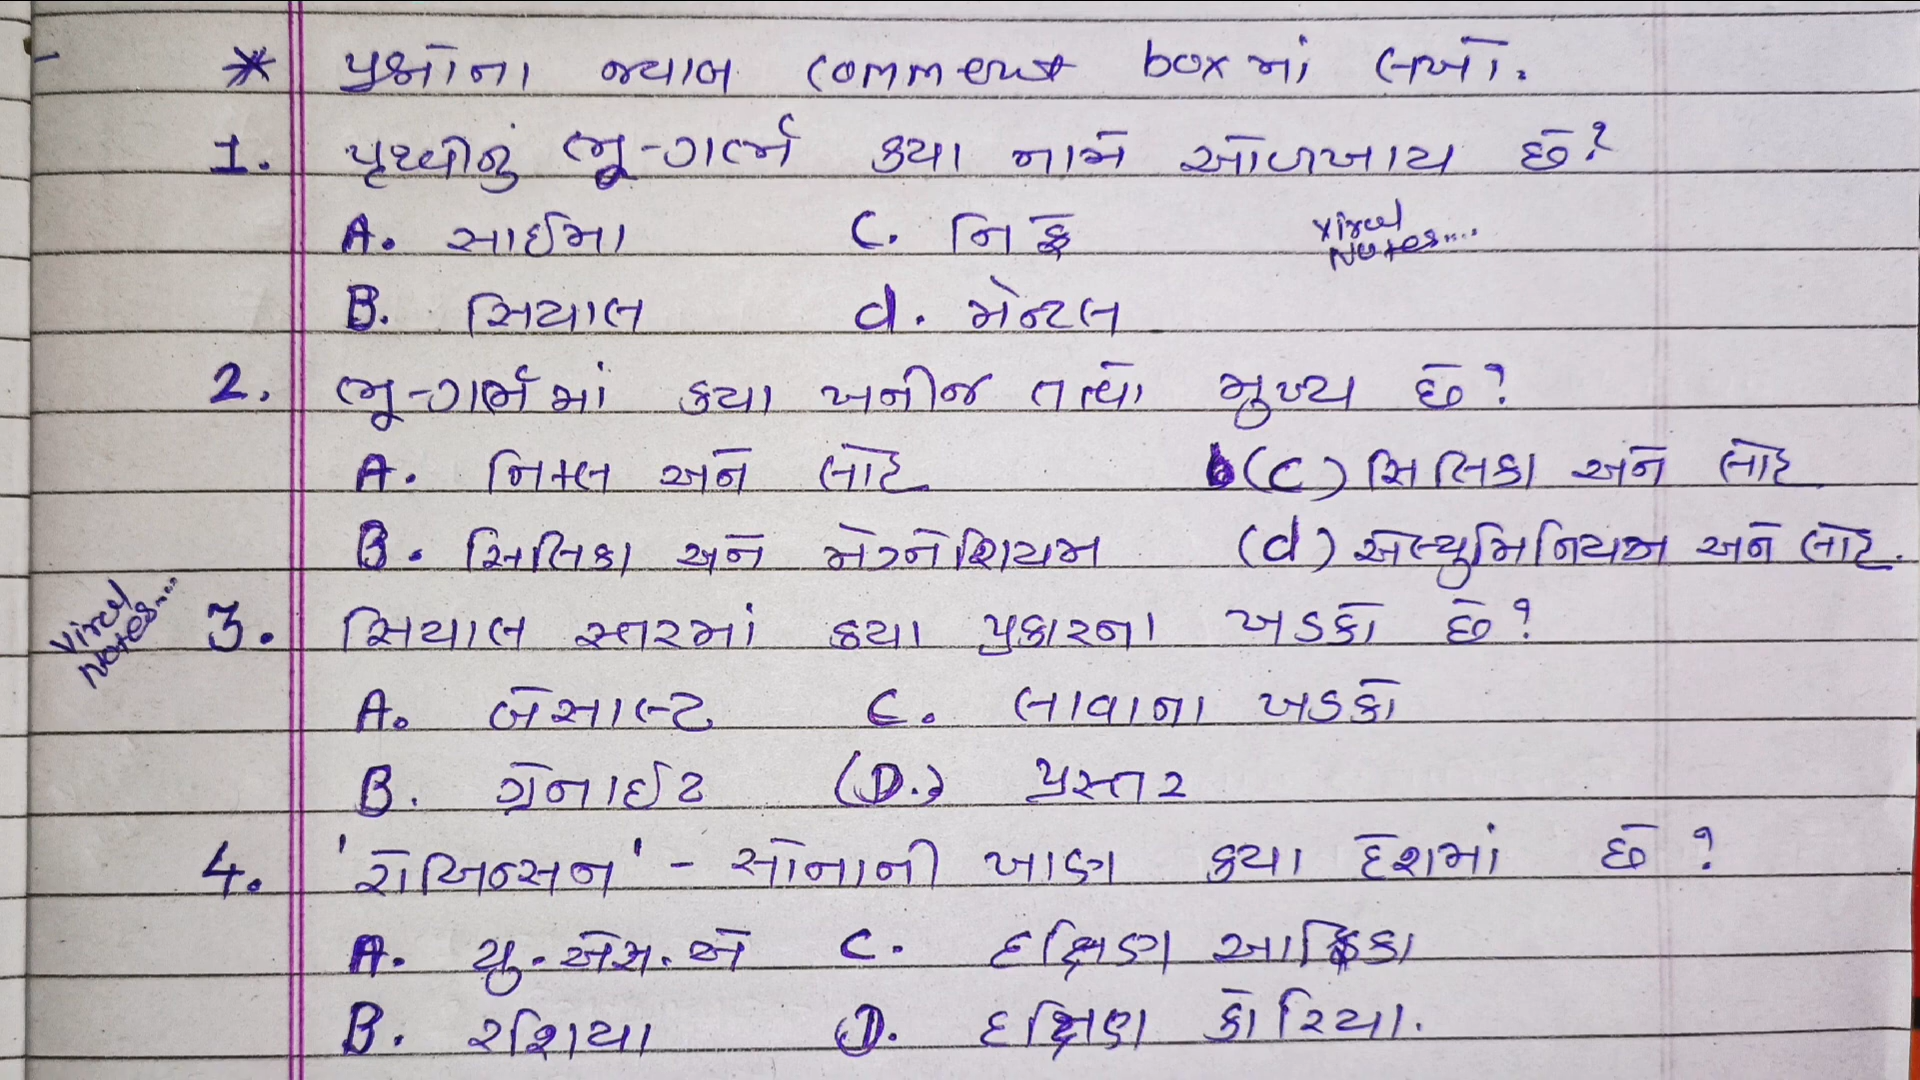 * પ્રશ્નોના જવાબ comment box માં લખો.
1. પૃથ્વીનું ભૂ-ગર્ભ કયા નામે ઓળખાય છે?
A. સાઈમા C. નિફે
Viral
Notes....
B. સિયાલ d. મેન્ટલ
2. ભૂ-ગર્ભમાં કયા ખનીજ તત્વો મુખ્ય છે?
A. નિકલ અને લોહ (C) સિલિકા અને લોહ
B. સિલિકા અને મેગ્નેશિયમ (d) એલ્યુમિનિયમ અને લોહ.
Viral
Notes....
3. સિયાલ સ્તરમાં કયા પ્રકારના ખડકો છે?
A. બેસાલ્ટ C. લાવાના ખડકો
B. ગ્રેનાઈટ (D.) પ્રસ્તર
4. 'રોબિન્સન' - સોનાની ખાણ કયા દેશમાં છે?
A. યુ.એસ.એ C. દક્ષિણ આફ્રિકા
B. રશિયા D. દક્ષિણ કોરિયા.